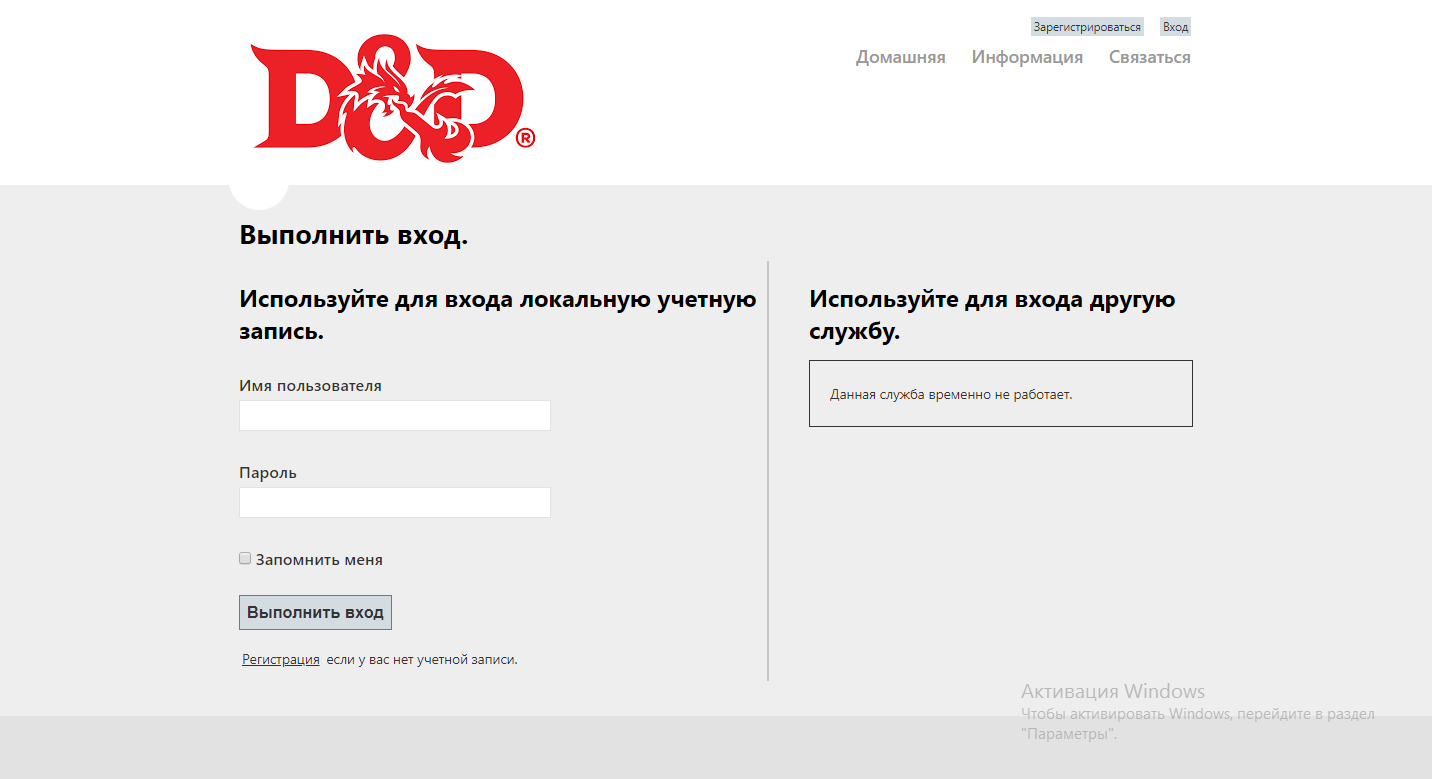 Зарегистрироваться Вход
D&D®
Домашняя Информация Связаться
Выполнить вход.
Используйте для входа локальную учетную
запись.
Имя пользователя
Пароль
Запомнить меня
Выполнить вход
Регистрация если у вас нет учетной записи.
Используйте для входа другую
службу.
Данная служба временно не работает.
Активация Windows
Чтобы активировать Windows, перейдите в раздел
"Параметры".